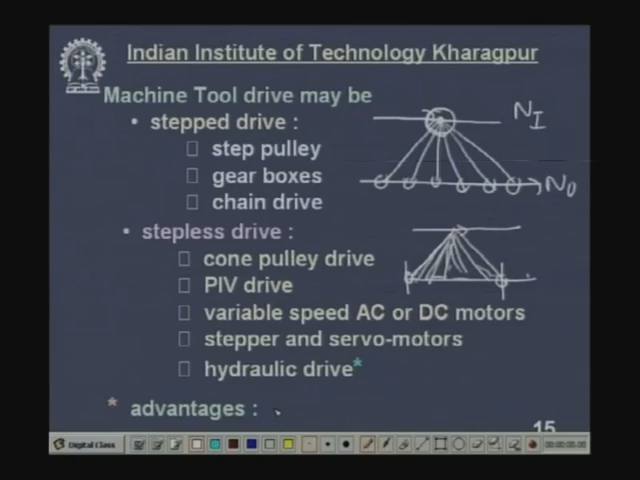 Indian Institute of Technology Kharagpur
Machine Tool drive may be
• stepped drive :
step pulley
gear boxes
chain drive
• stepless drive :
cone pulley drive
PIV drive
variable speed AC or DC motors
stepper and servo-motors
hydraulic drive*
* advantages :
N_I
N_0
15
Digital Class